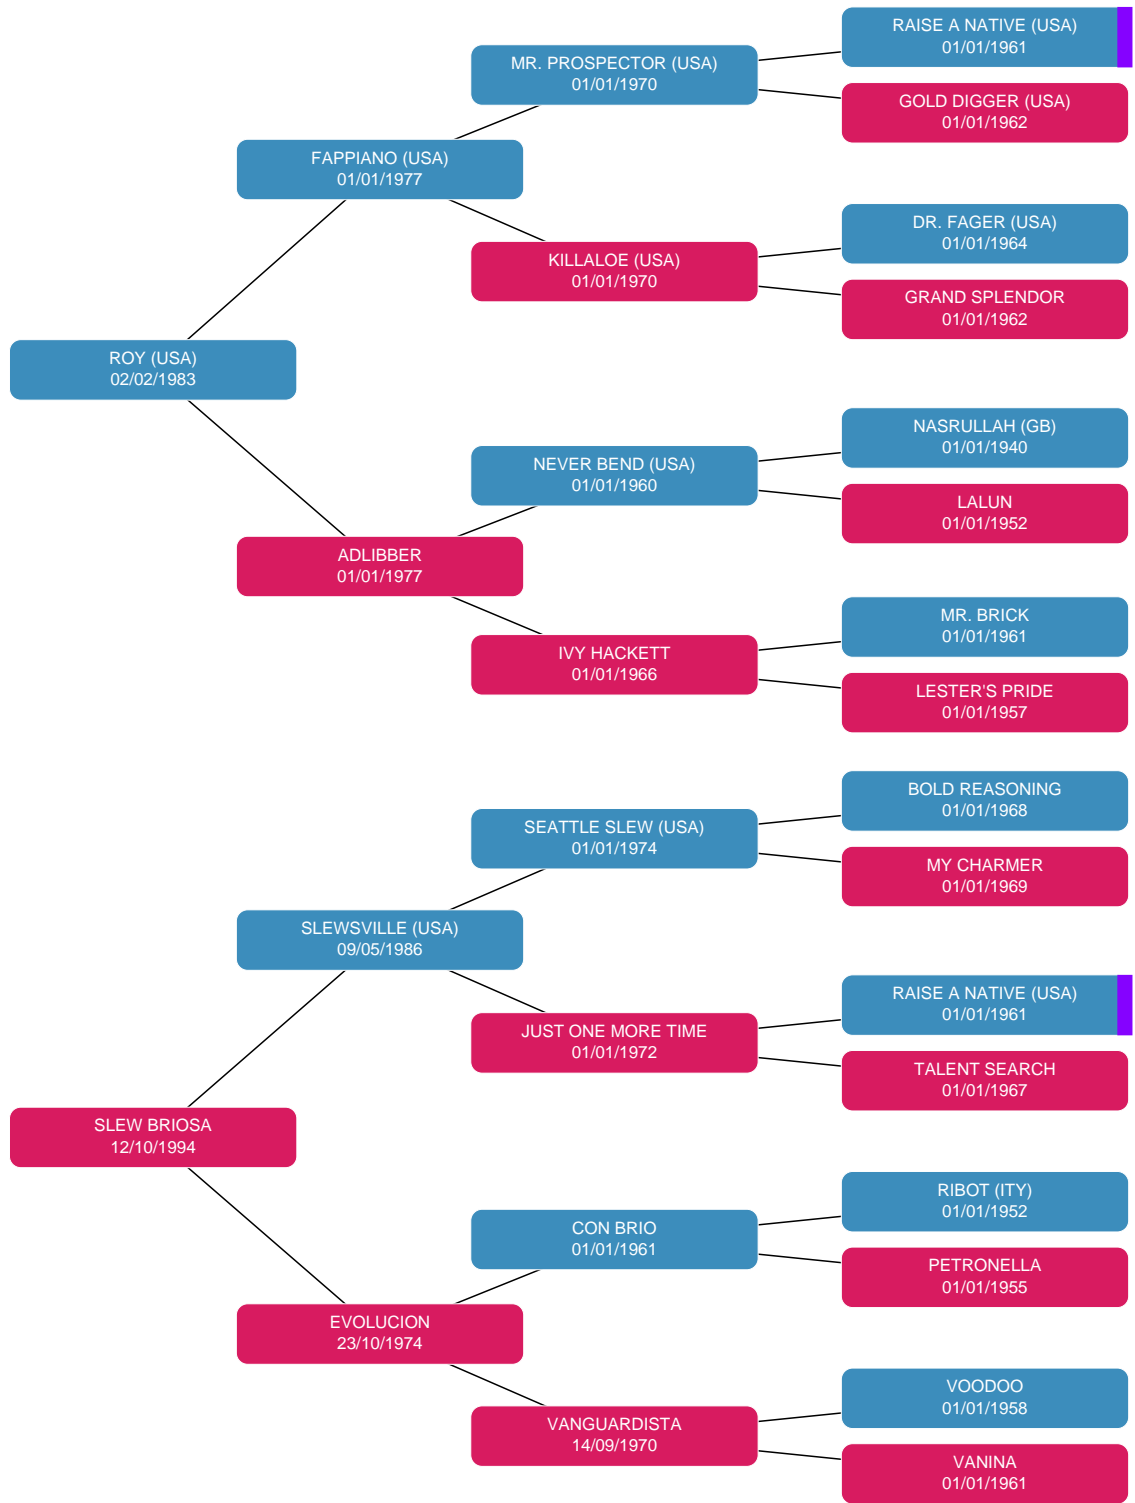 RAISE A NATIVE (USA)
01/01/1961
MR. PROSPECTOR (USA)
01/01/1970
GOLD DIGGER (USA)
01/01/1962
FAPPIANO (USA)
01/01/1977
DR. FAGER (USA)
01/01/1964
KILLALOE (USA)
01/01/1970
GRAND SPLENDOR
01/01/1962
ROY (USA)
02/02/1983
NASRULLAH (GB)
01/01/1940
NEVER BEND (USA)
01/01/1960
LALUN
01/01/1952
ADLIBBER
01/01/1977
MR. BRICK
01/01/1961
IVY HACKETT
01/01/1966
LESTER'S PRIDE
01/01/1957
BOLD REASONING
01/01/1968
SEATTLE SLEW (USA)
01/01/1974
MY CHARMER
01/01/1969
SLEWSVILLE (USA)
09/05/1986
RAISE A NATIVE (USA)
01/01/1961
JUST ONE MORE TIME
01/01/1972
TALENT SEARCH
01/01/1967
SLEW BRIOSA
12/10/1994
RIBOT (ITY)
01/01/1952
CON BRIO
01/01/1961
PETRONELLA
01/01/1955
EVOLUCION
23/10/1974
VOODOO
01/01/1958
VANGUARDISTA
14/09/1970
VANINA
01/01/1961